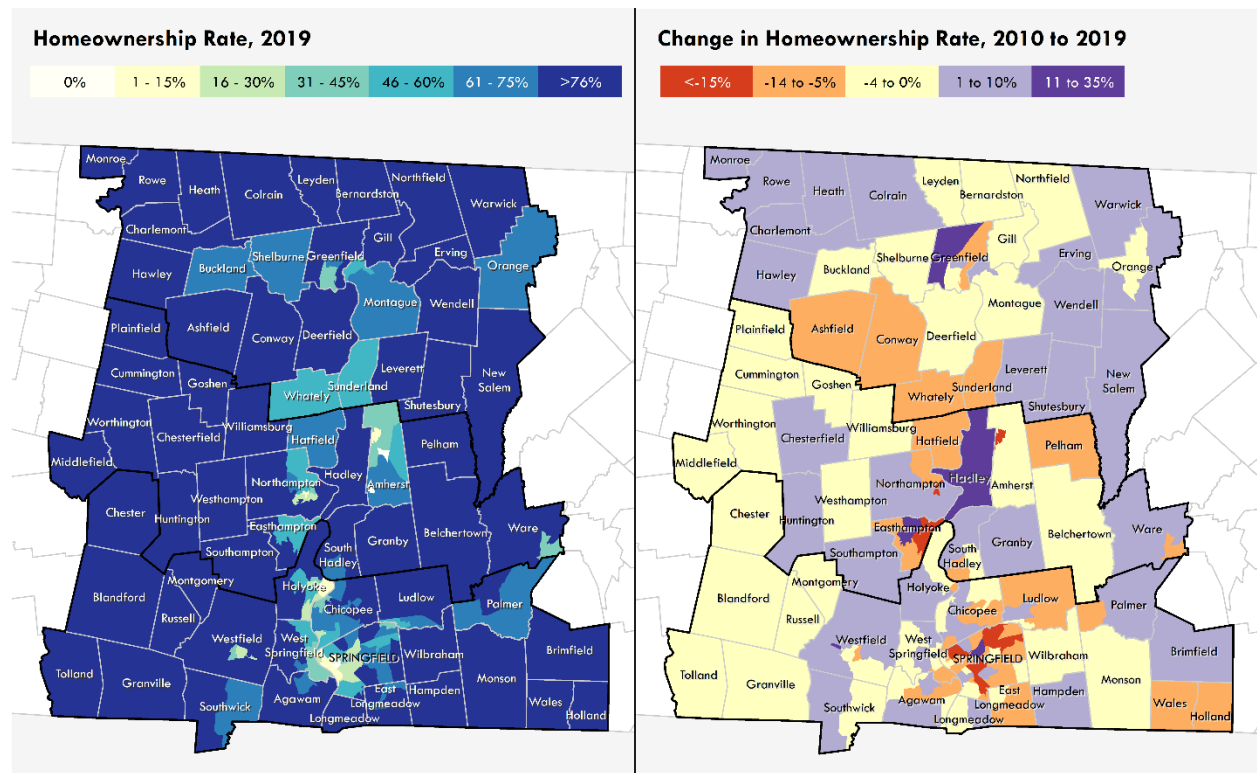 Homeownership Rate, 2019
0% 1 - 15% 16 - 30% 31 - 45% 46 - 60% 61 - 75% >76%
Monroe
Rowe
Heath
Colrain
Leyden
Bernardston
Northfield
Warwick
Charlemont
Hawley
Buckland
Shelburne
Greenfield
Gill
Erving
Orange
Montague
Wendell
Plainfield
Ashfield
Conway
Deerfield
Cummington
Goshen
Whately
Sunderland
Leverett
New
Salem
Shutesbury
Worthington
Chesterfield
Williamsburg
Hatfield
Pelham
Middlefield
Northampton
Hadley
Amherst
Westhampton
Chester
Huntington
Easthampton
Belchertown
Ware
Southampton
South
Hadley
Granby
Montgomery
Blandford
Holyoke
Chicopee
Ludlow
Palmer
Russell
Westfield
West
Springfield
SPRINGFIELD
Wilbraham
Brimfield
Tolland
Granville
Monson
Southwick
Agawam
East
Longmeadow
Hampden
Longmeadow
Wales
Holland
Change in Homeownership Rate, 2010 to 2019
<-15% -14 to -5% -4 to 0% 1 to 10% 11 to 35%
Monroe
Rowe
Heath
Colrain
Leyden
Bernardston
Northfield
Warwick
Charlemont
Hawley
Buckland
Shelburne
Greenfield
Gill
Erving
Orange
Montague
Wendell
Plainfield
Ashfield
Conway
Deerfield
Cummington
Goshen
Whately
Sunderland
Leverett
New
Salem
Shutesbury
Worthington
Chesterfield
Williamsburg
Hatfield
Pelham
Middlefield
Northampton
Hadley
Amherst
Westhampton
Chester
Huntington
Easthampton
Belchertown
Ware
Southampton
South
Hadley
Granby
Montgomery
Blandford
Holyoke
Chicopee
Ludlow
Palmer
Russell
Westfield
West
Springfield
SPRINGFIELD
Wilbraham
Brimfield
Tolland
Granville
Monson
Southwick
Agawam
East
Longmeadow
Hampden
Longmeadow
Wales
Holland